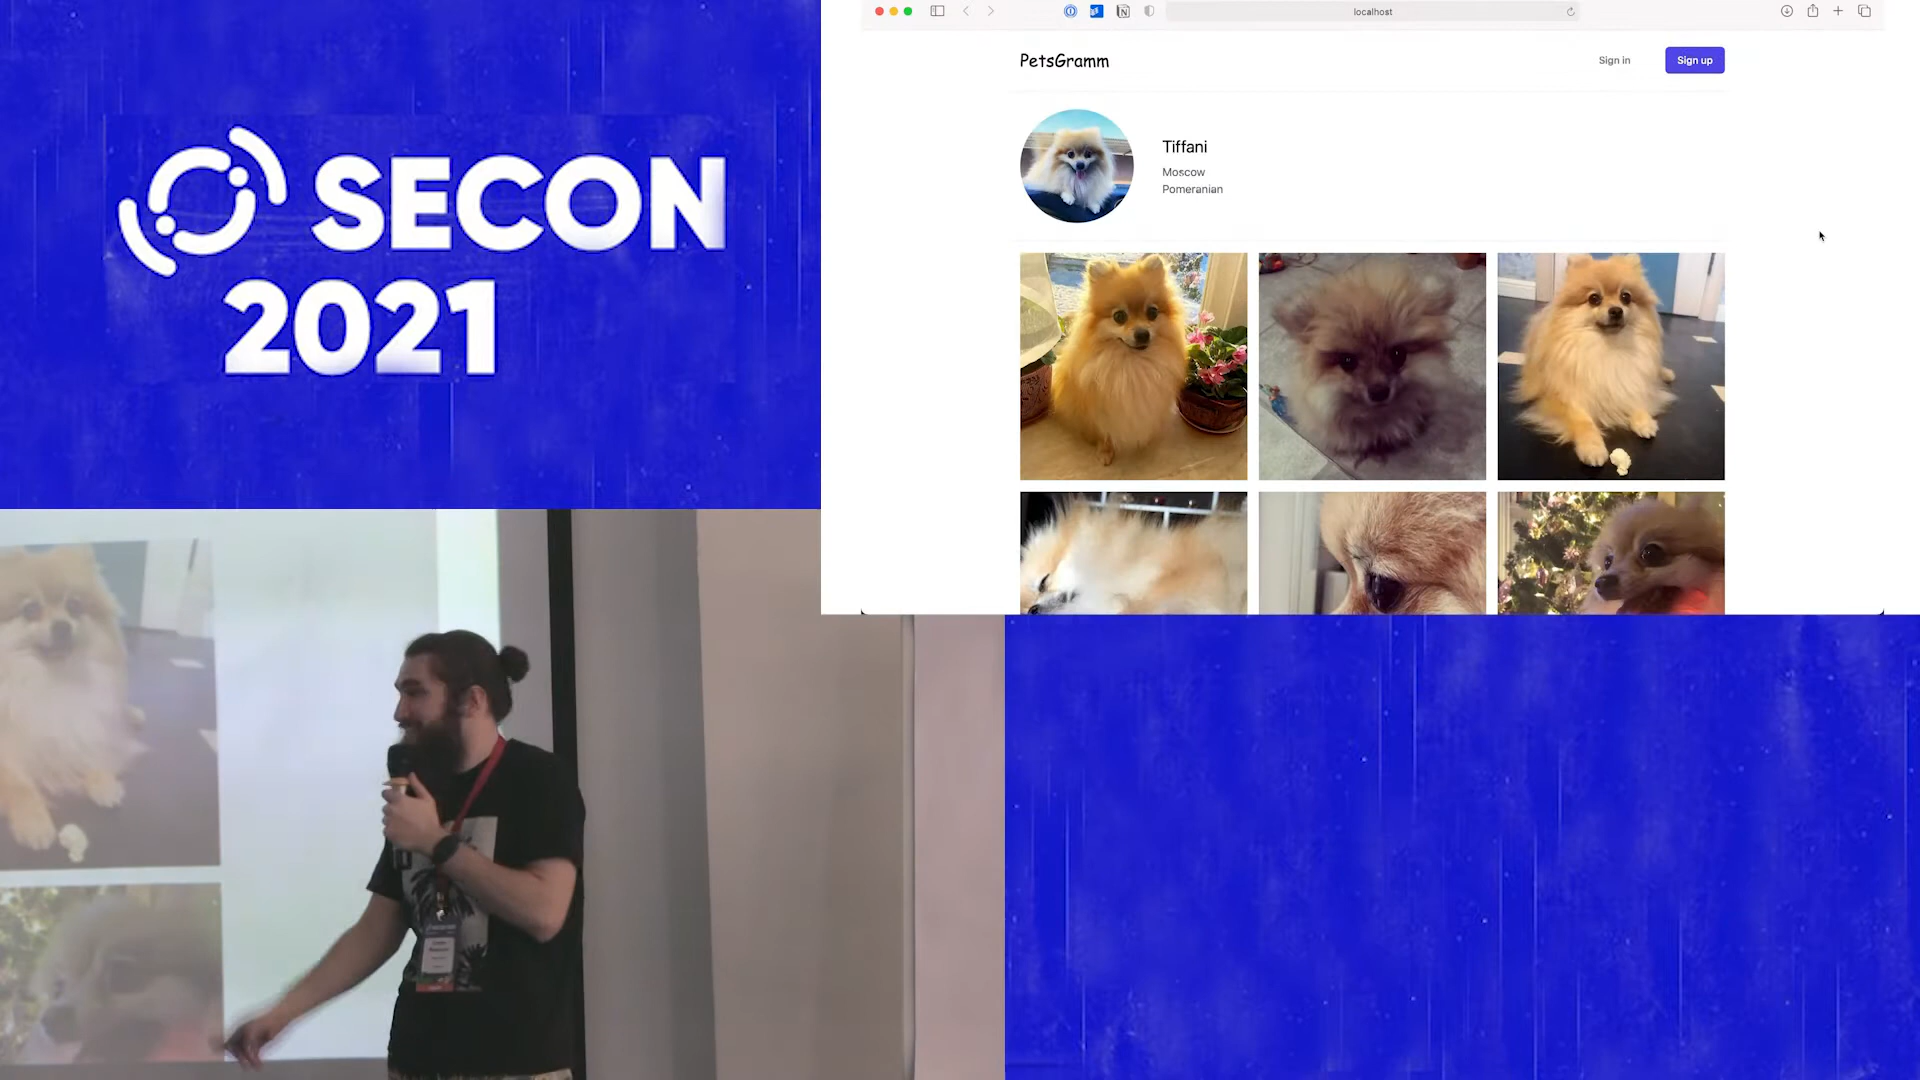 SECON
2021
localhost
PetsGramm
Sign in
Sign up
Tiffani
Moscow
Pomeranian